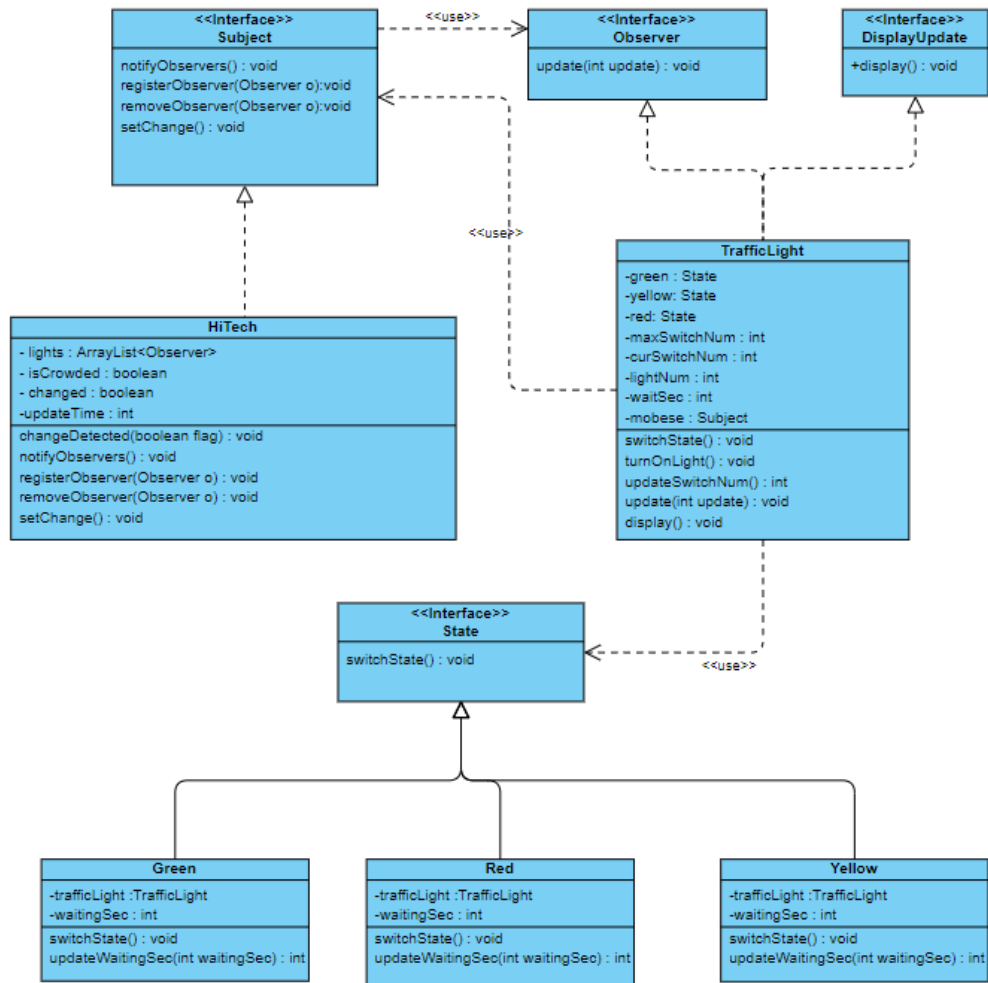 <<Interface>>
Subject
notifyObservers() : void
registerObserver(Observer o):void
removeObserver(Observer o):void
setChange() : void
<<use>>
<<Interface>>
Observer
update(int update) : void
<<Interface>>
DisplayUpdate
+display() : void
<<use>>
HiTech
- lights : ArrayList<Observer>
- isCrowded : boolean
- changed : boolean
-updateTime : int
changeDetected(boolean flag) : void
notifyObservers() : void
registerObserver(Observer o) : void
removeObserver(Observer o) : void
setChange() : void
TrafficLight
-green : State
-yellow: State
-red: State
-maxSwitchNum : int
-curSwitchNum : int
-lightNum : int
-waitSec : int
-mobese : Subject
switchState() : void
turnOnLight() : void
updateSwitchNum() : int
update(int update) : void
display() : void
<<Interface>>
State
switchState() : void
<<use>>
Green
-trafficLight :TrafficLight
-waitingSec : int
switchState() : void
updateWaitingSec(int waitingSec) : int
Red
-trafficLight :TrafficLight
-waitingSec : int
switchState() : void
updateWaitingSec(int waitingSec) : int
Yellow
-trafficLight :TrafficLight
-waitingSec : int
switchState() : void
updateWaitingSec(int waitingSec) : int